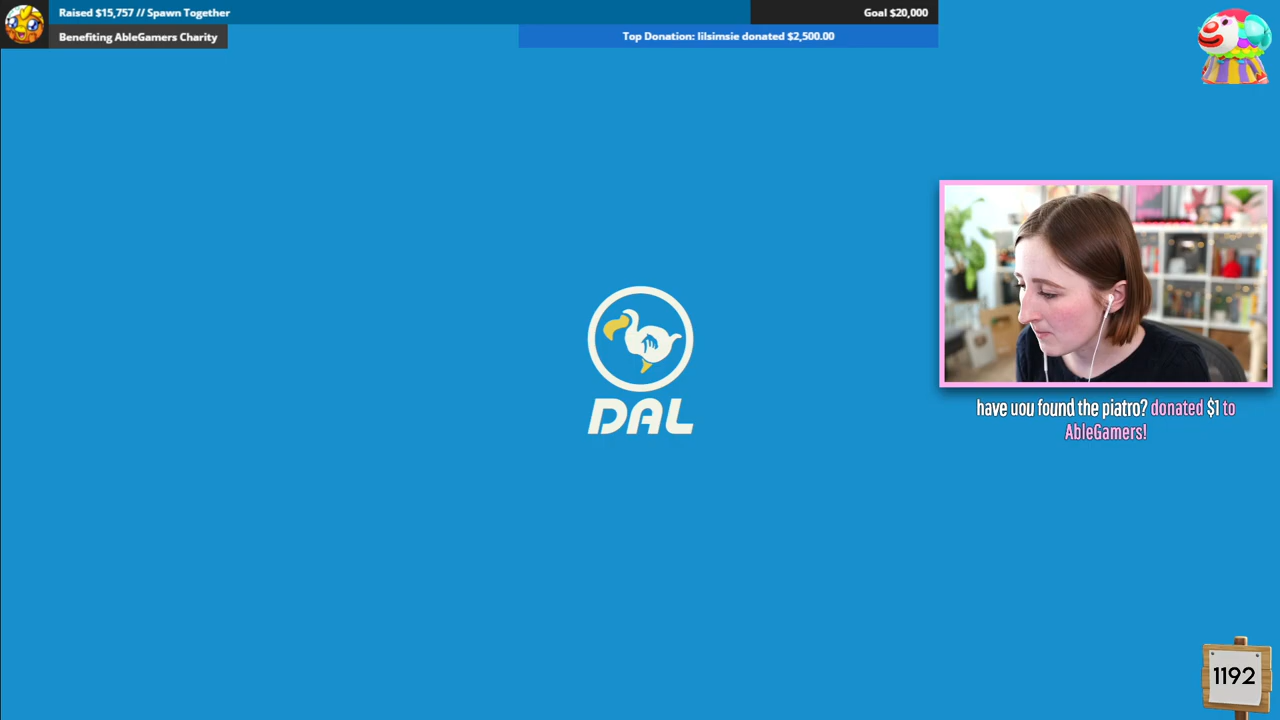 Raised $15,757 // Spawn Together
Goal $20,000
Benefiting AbleGamers Charity
Top Donation: lilsimsie donated $2,500.00
DAL
have uou found the piatro? donated $1 to
AbleGamers!
1192